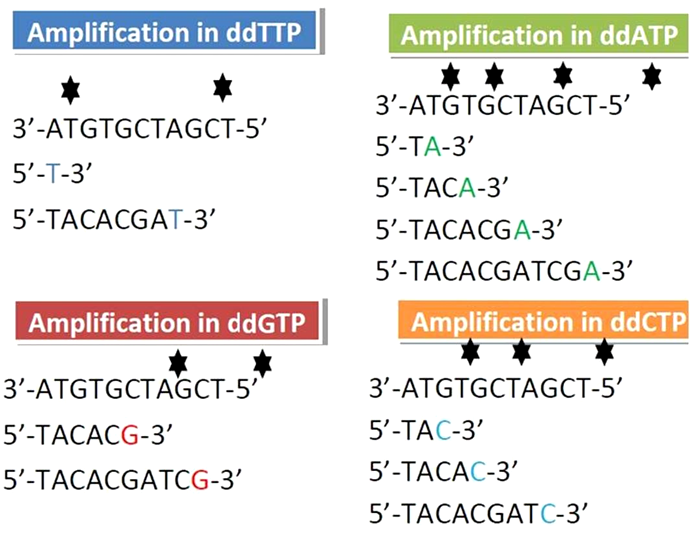 Amplification in ddTTP
3’-ATGTGCTAGCT-5’
5’-T-3’
5’-TACACGAT-3’
Amplification in ddATP
3’-ATGTGCTAGCT-5’
5’-TA-3’
5’-TACA-3’
5’-TACACGA-3’
5’-TACACGATCGA-3’
Amplification in ddGTP
3’-ATGTGCTAGCT-5’
5’-TACACG-3’
5’-TACACGATCG-3’
Amplification in ddCTP
3’-ATGTGCTAGCT-5’
5’-TAC-3’
5’-TACAC-3’
5’-TACACGATC-3’